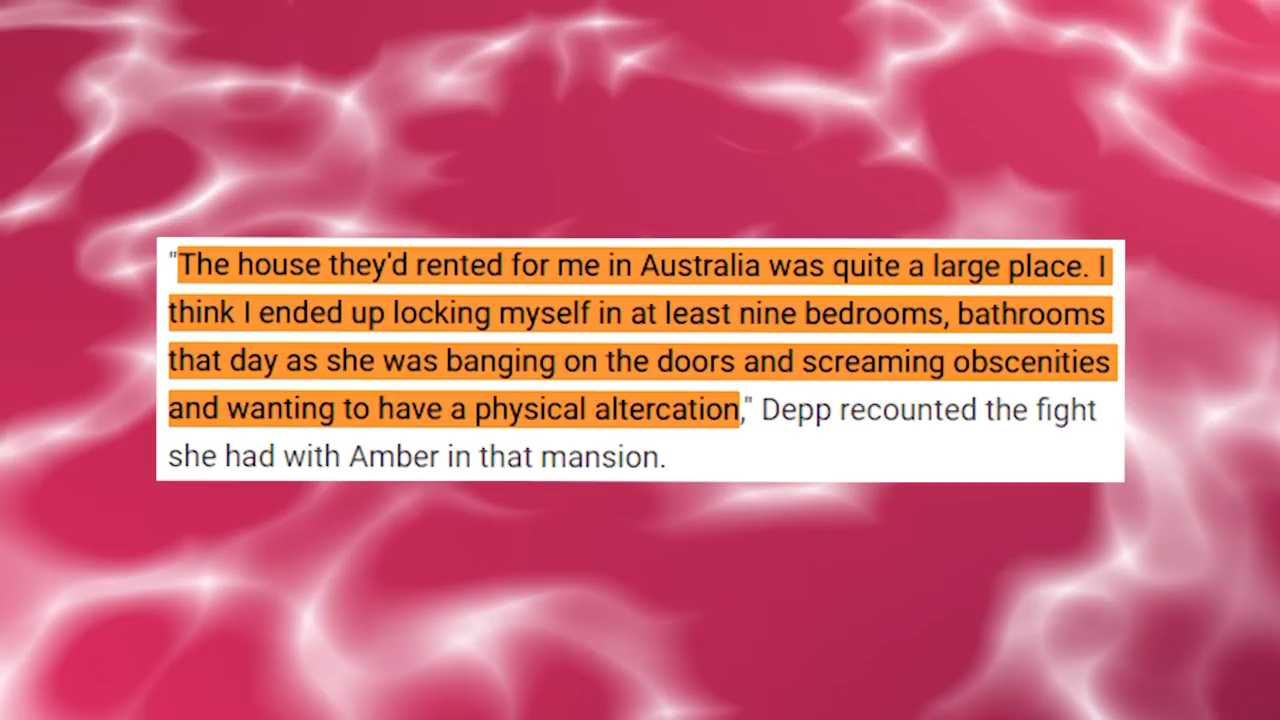 "The house they'd rented for me in Australia was quite a large place. I
think I ended up locking myself in at least nine bedrooms, bathrooms
that day as she was banging on the doors and screaming obscenities
and wanting to have a physical altercation," Depp recounted the fight
she had with Amber in that mansion.